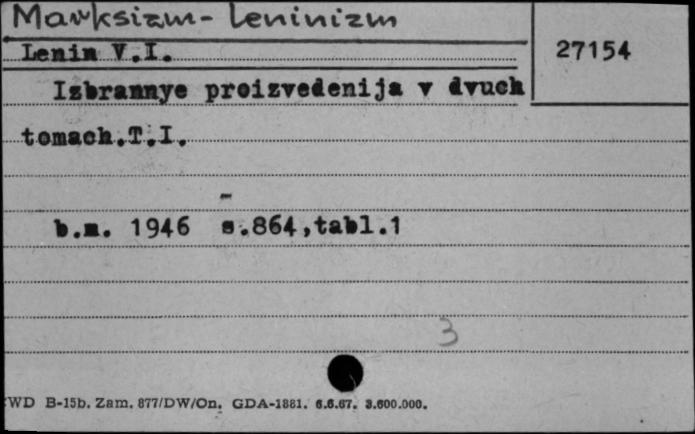 Marksizm-Leninizm
Lenin V.I.
27154
Izbrannye proizvedenija v dvuch
tomach.T.I.
b.m. 1946 s.864,tabl.1
3
CWD B-15b. Zam. 877/DW/On. GDA-1881. 6.6.67. 3.600.000.